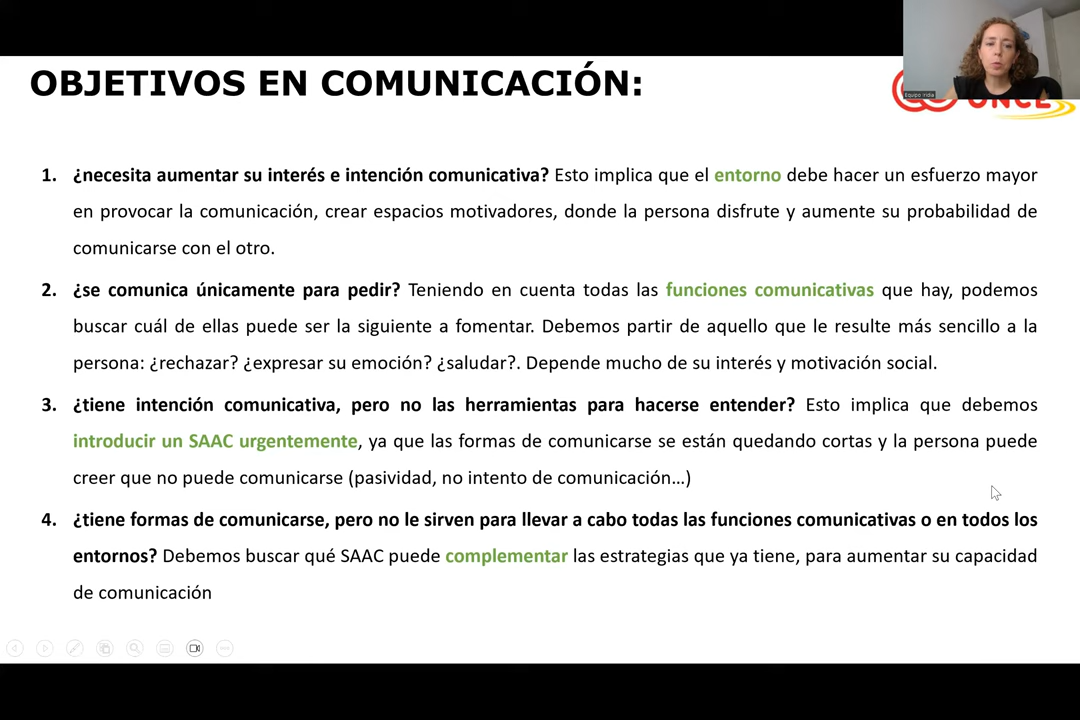 OBJETIVOS EN COMUNICACIÓN:
Equipo Iridia
ONCE
1. ¿necesita aumentar su interés e intención comunicativa? Esto implica que el entorno debe hacer un esfuerzo mayor
en provocar la comunicación, crear espacios motivadores, donde la persona disfrute y aumente su probabilidad de
comunicarse con el otro.
2. ¿se comunica únicamente para pedir? Teniendo en cuenta todas las funciones comunicativas que hay, podemos
buscar cuál de ellas puede ser la siguiente a fomentar. Debemos partir de aquello que le resulte más sencillo a la
persona: ¿rechazar? ¿expresar su emoción? ¿saludar?. Depende mucho de su interés y motivación social.
3. ¿tiene intención comunicativa, pero no las herramientas para hacerse entender? Esto implica que debemos
introducir un SAAC urgentemente, ya que las formas de comunicarse se están quedando cortas y la persona puede
creer que no puede comunicarse (pasividad, no intento de comunicación…)
4. ¿tiene formas de comunicarse, pero no le sirven para llevar a cabo todas las funciones comunicativas o en todos los
entornos? Debemos buscar qué SAAC puede complementar las estrategias que ya tiene, para aumentar su capacidad
de comunicación